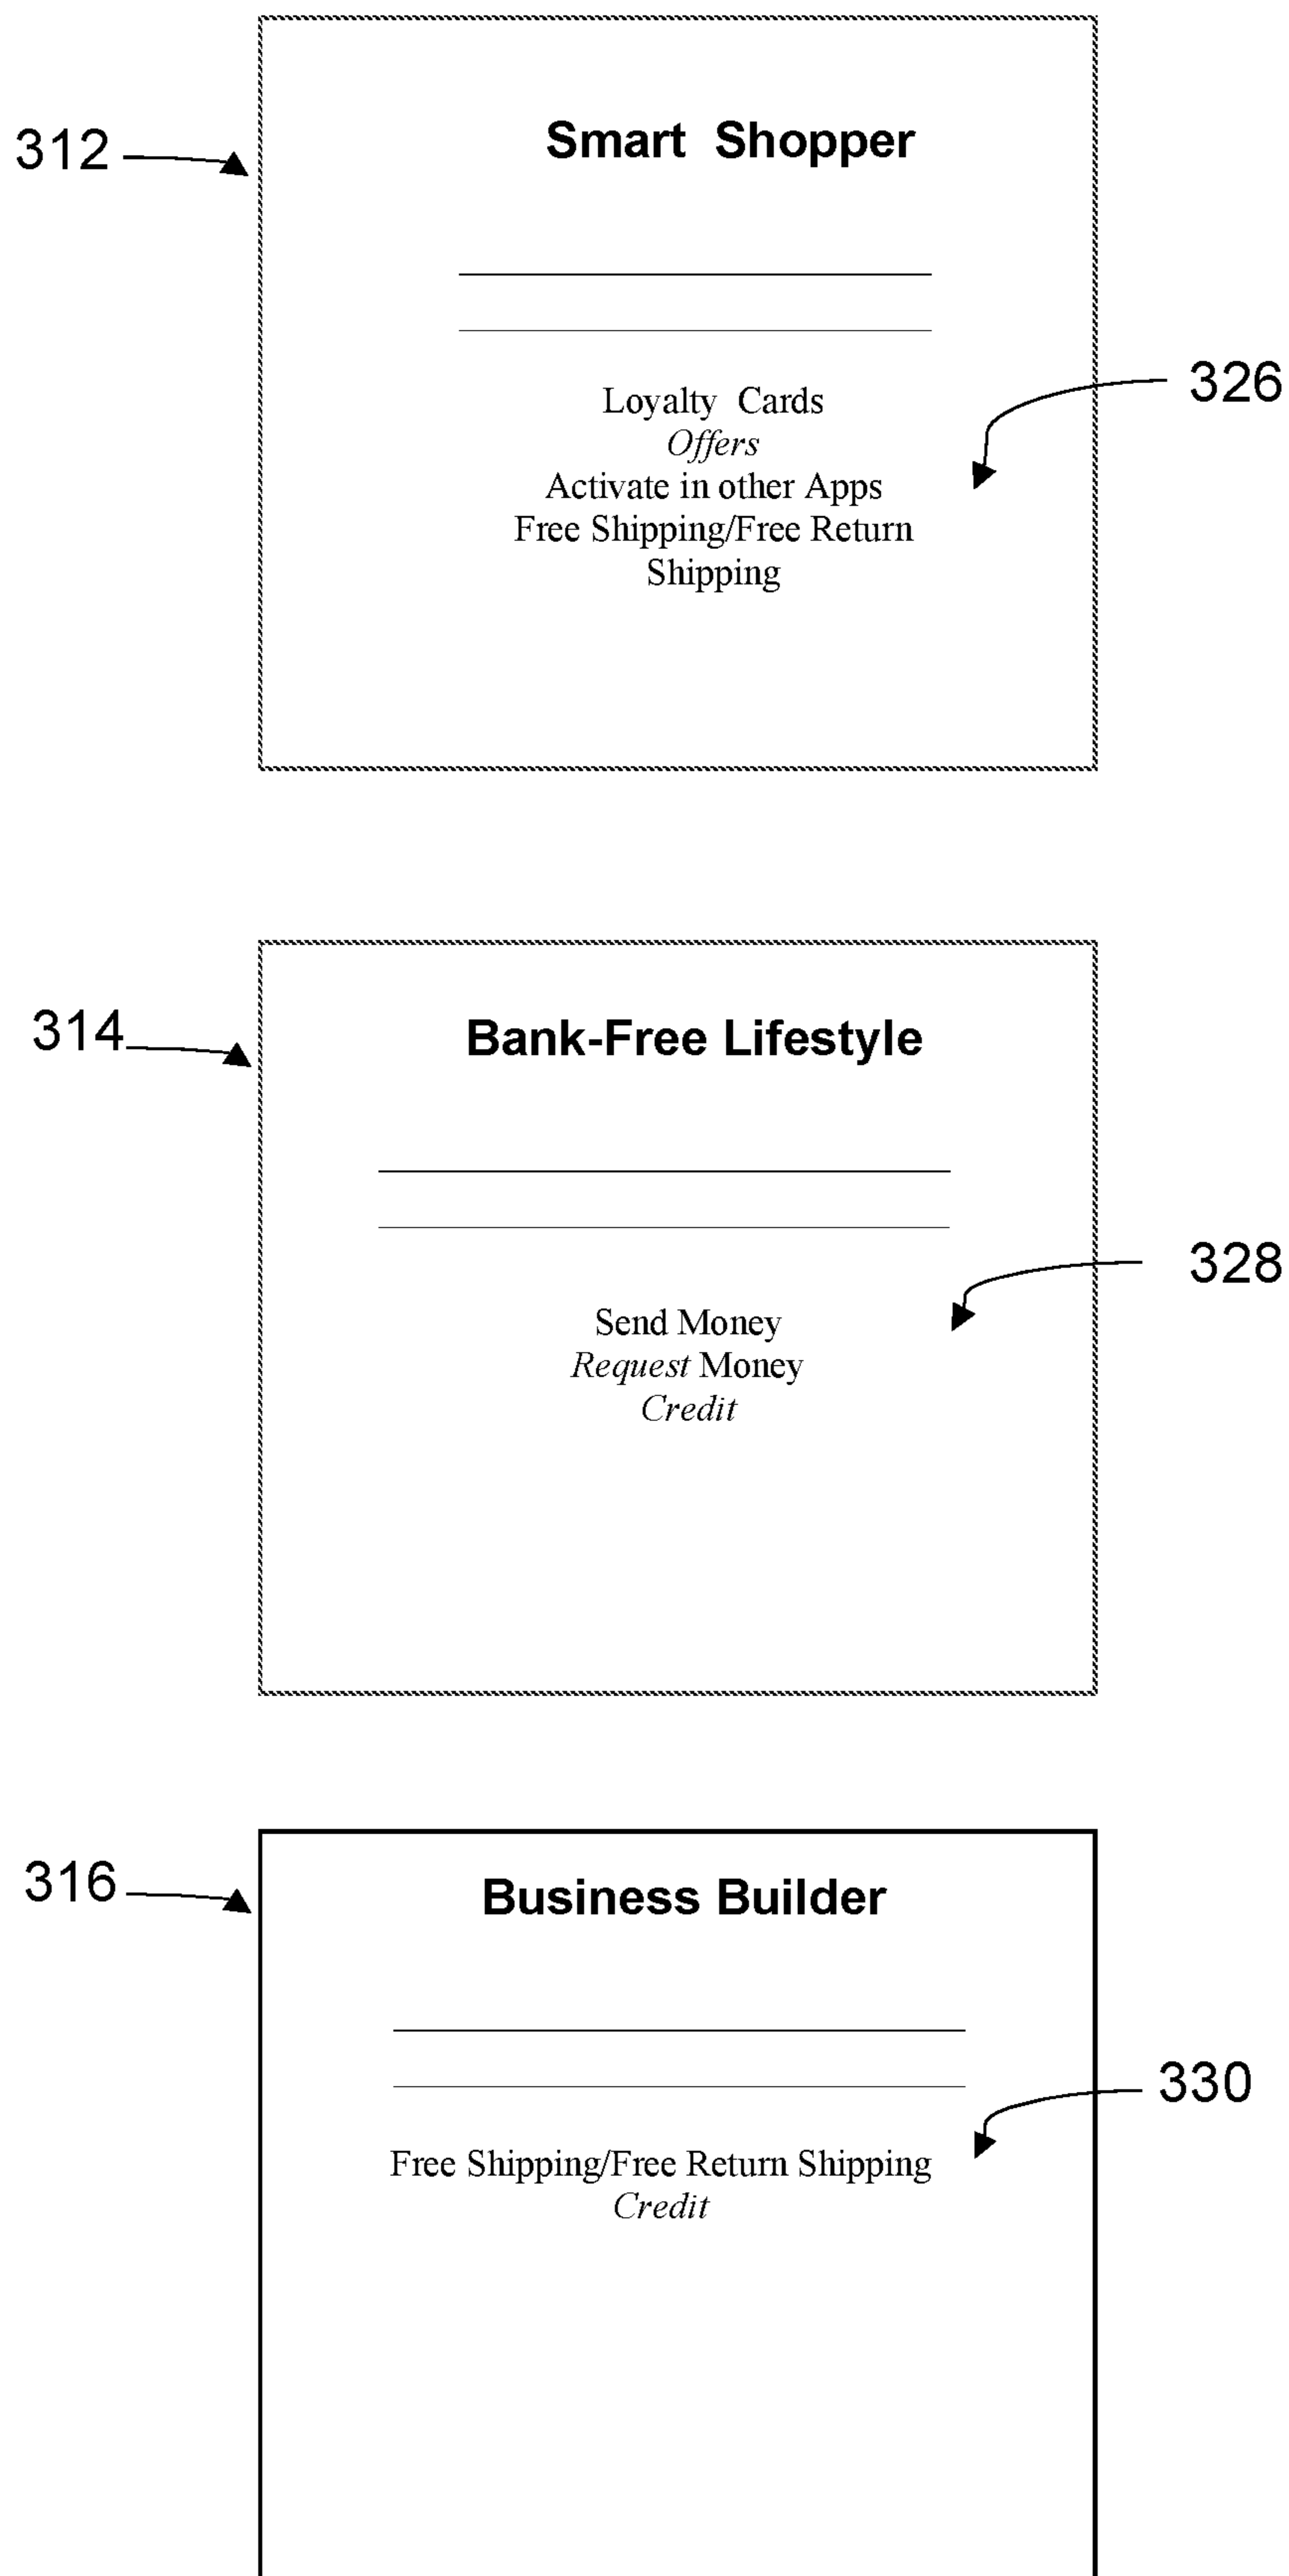 312
Smart Shopper
326
Loyalty Cards
Offers
Activate in other Apps
Free Shipping/Free Return
Shipping
314
Bank-Free Lifestyle
328
Send Money
Request Money
Credit
316
Business Builder
330
Free Shipping/Free Return Shipping
Credit